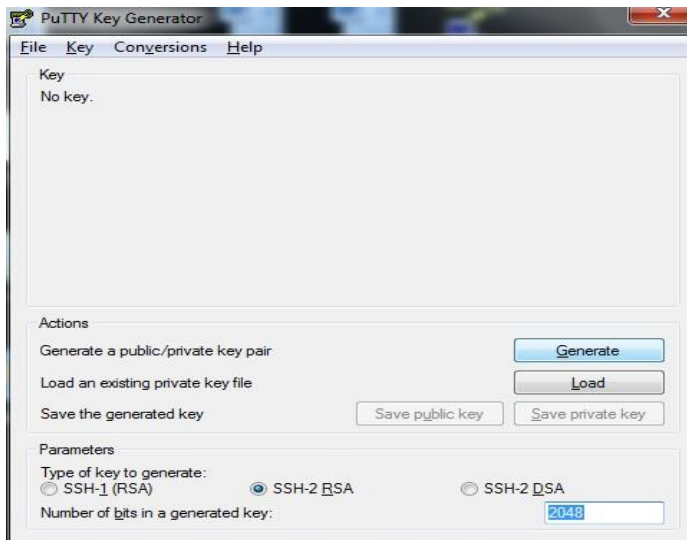 PuTTY Key Generator
File Key Conversions Help
Key
No key.
Actions
Generate a public/private key pair Generate
Load an existing private key file Load
Save the generated key Save public key Save private key
Parameters
Type of key to generate:
SSH-1 (RSA) SSH-2 RSA SSH-2 DSA
Number of bits in a generated key: 2048